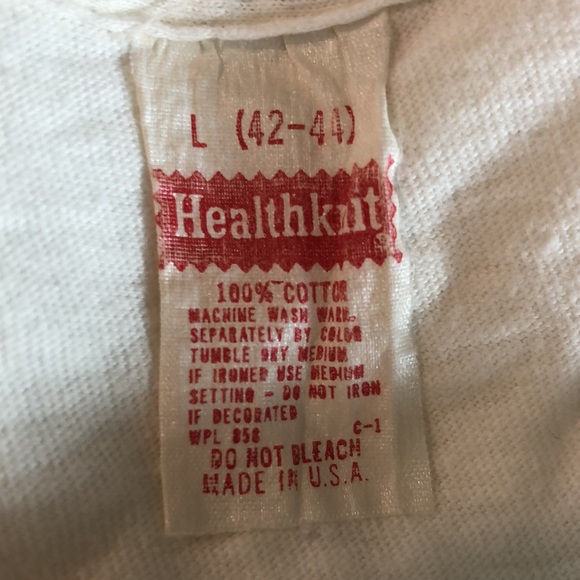 L (42-44)
Healthknit
100% COTTON
MACHINE WASH WARM
SEPARATELY BY COLOR
TUMBLE DRY MEDIUM
IF IRONED USE MEDIUM
SETTING - DO NOT IRON
IF DECORATED
WPL 858 C-1
DO NOT BLEACH
MADE IN U.S.A.